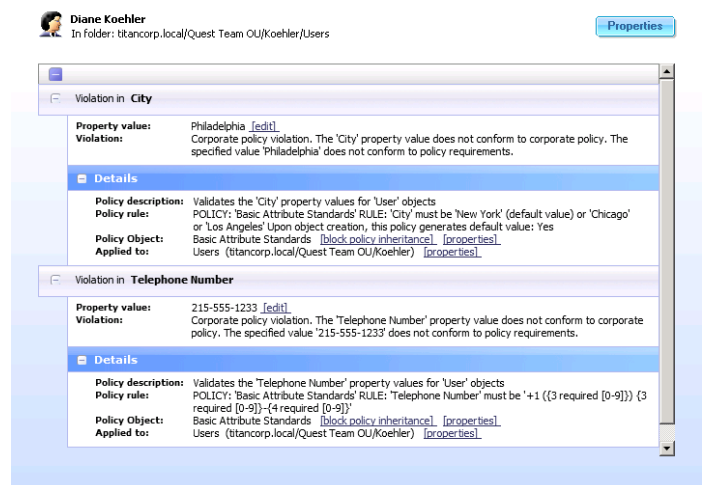 Diane Koehler
In folder: titancorp.local/Quest Team OU/Koehler/Users
Properties
Violation in City
Property value: Philadelphia [edit]
Violation: Corporate policy violation. The 'City' property value does not conform to corporate policy. The
specified value 'Philadelphia' does not conform to policy requirements.
Details
Policy description: Validates the 'City' property values for 'User' objects
Policy rule: POLICY: 'Basic Attribute Standards' RULE: 'City' must be 'New York' (default value) or 'Chicago'
or 'Los Angeles' Upon object creation, this policy generates default value: Yes
Policy Object: Basic Attribute Standards [block policy inheritance] [properties]
Applied to: Users (titancorp.local/Quest Team OU/Koehler) [properties]
Violation in Telephone Number
Property value: 215-555-1233 [edit]
Violation: Corporate policy violation. The 'Telephone Number' property value does not conform to corporate
policy. The specified value '215-555-1233' does not conform to policy requirements.
Details
Policy description: Validates the 'Telephone Number' property values for 'User' objects
Policy rule: POLICY: 'Basic Attribute Standards' RULE: 'Telephone Number' must be '+1 ({3 required [0-9]}) {3
required [0-9]}-{4 required [0-9]}'
Policy Object: Basic Attribute Standards [block policy inheritance] [properties]
Applied to: Users (titancorp.local/Quest Team OU/Koehler) [properties]